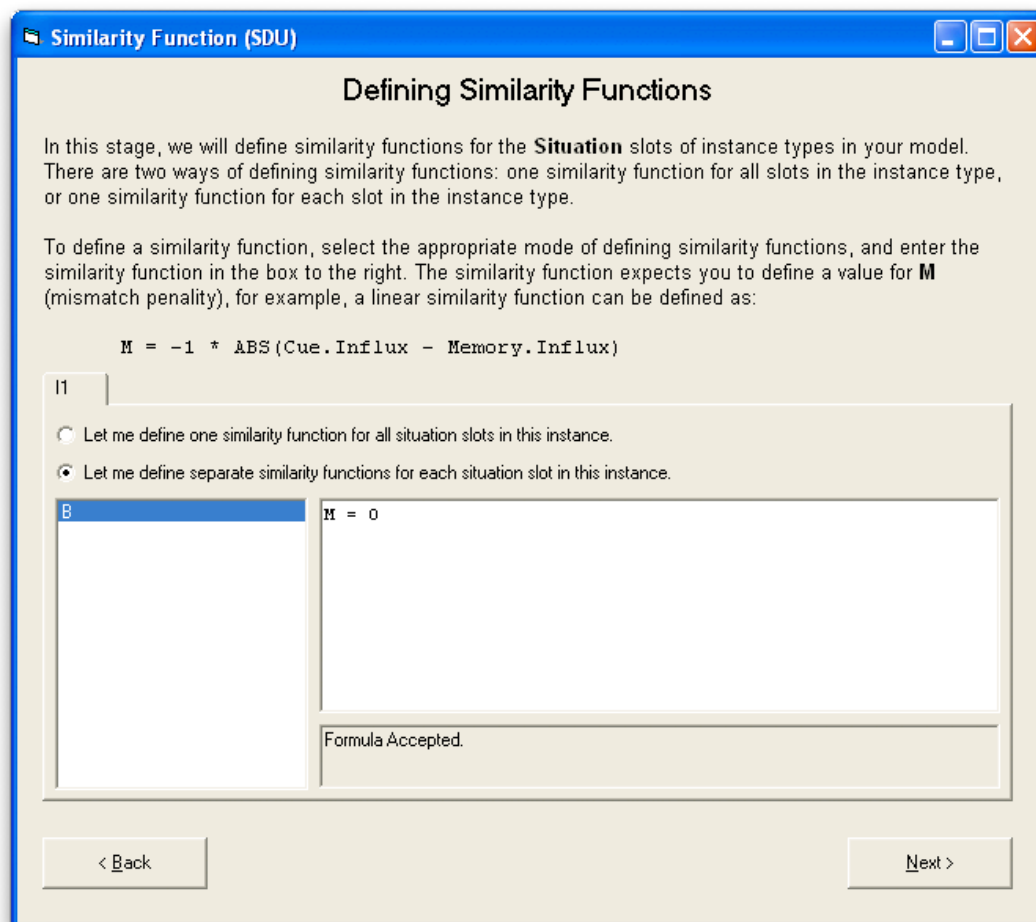 Similarity Function (SDU)
Defining Similarity Functions
In this stage, we will define similarity functions for the Situation slots of instance types in your model.
There are two ways of defining similarity functions: one similarity function for all slots in the instance type,
or one similarity function for each slot in the instance type.
To define a similarity function, select the appropriate mode of defining similarity functions, and enter the
similarity function in the box to the right. The similarity function expects you to define a value for M
(mismatch penality), for example, a linear similarity function can be defined as:
M = -1 * ABS(Cue.Influx - Memory.Influx)
I1
Let me define one similarity function for all situation slots in this instance.
Let me define separate similarity functions for each situation slot in this instance.
B
M = 0
Formula Accepted.
< Back
Next >